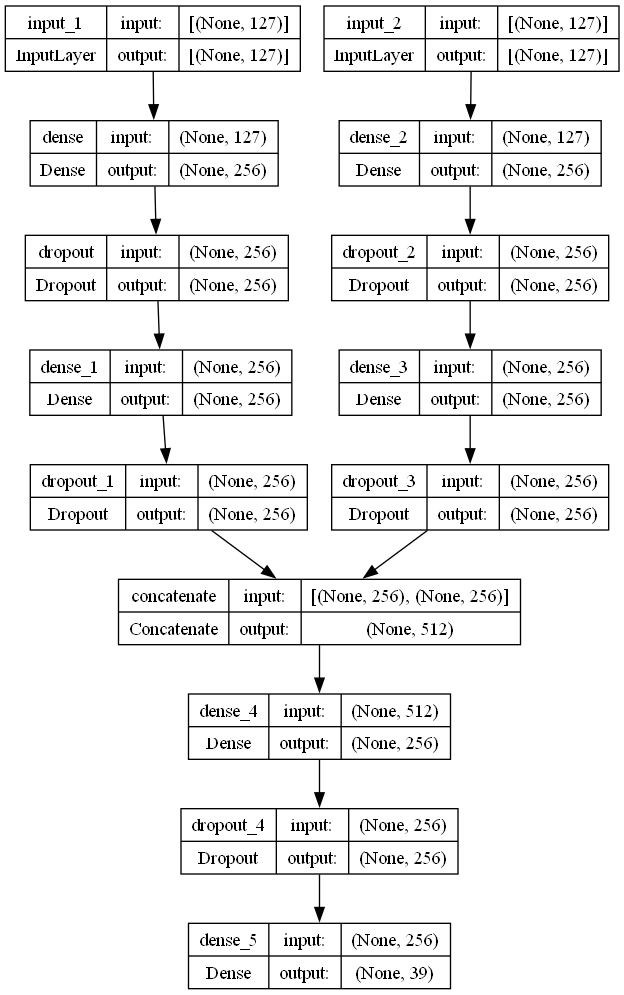 input_1 input: [(None, 127)]
InputLayer output: [(None, 127)]
input_2 input: [(None, 127)]
InputLayer output: [(None, 127)]
dense input: (None, 127)
Dense output: (None, 256)
dense_2 input: (None, 127)
Dense output: (None, 256)
dropout input: (None, 256)
Dropout output: (None, 256)
dropout_2 input: (None, 256)
Dropout output: (None, 256)
dense_1 input: (None, 256)
Dense output: (None, 256)
dense_3 input: (None, 256)
Dense output: (None, 256)
dropout_1 input: (None, 256)
Dropout output: (None, 256)
dropout_3 input: (None, 256)
Dropout output: (None, 256)
concatenate input: [(None, 256), (None, 256)]
Concatenate output: (None, 512)
dense_4 input: (None, 512)
Dense output: (None, 256)
dropout_4 input: (None, 256)
Dropout output: (None, 256)
dense_5 input: (None, 256)
Dense output: (None, 39)